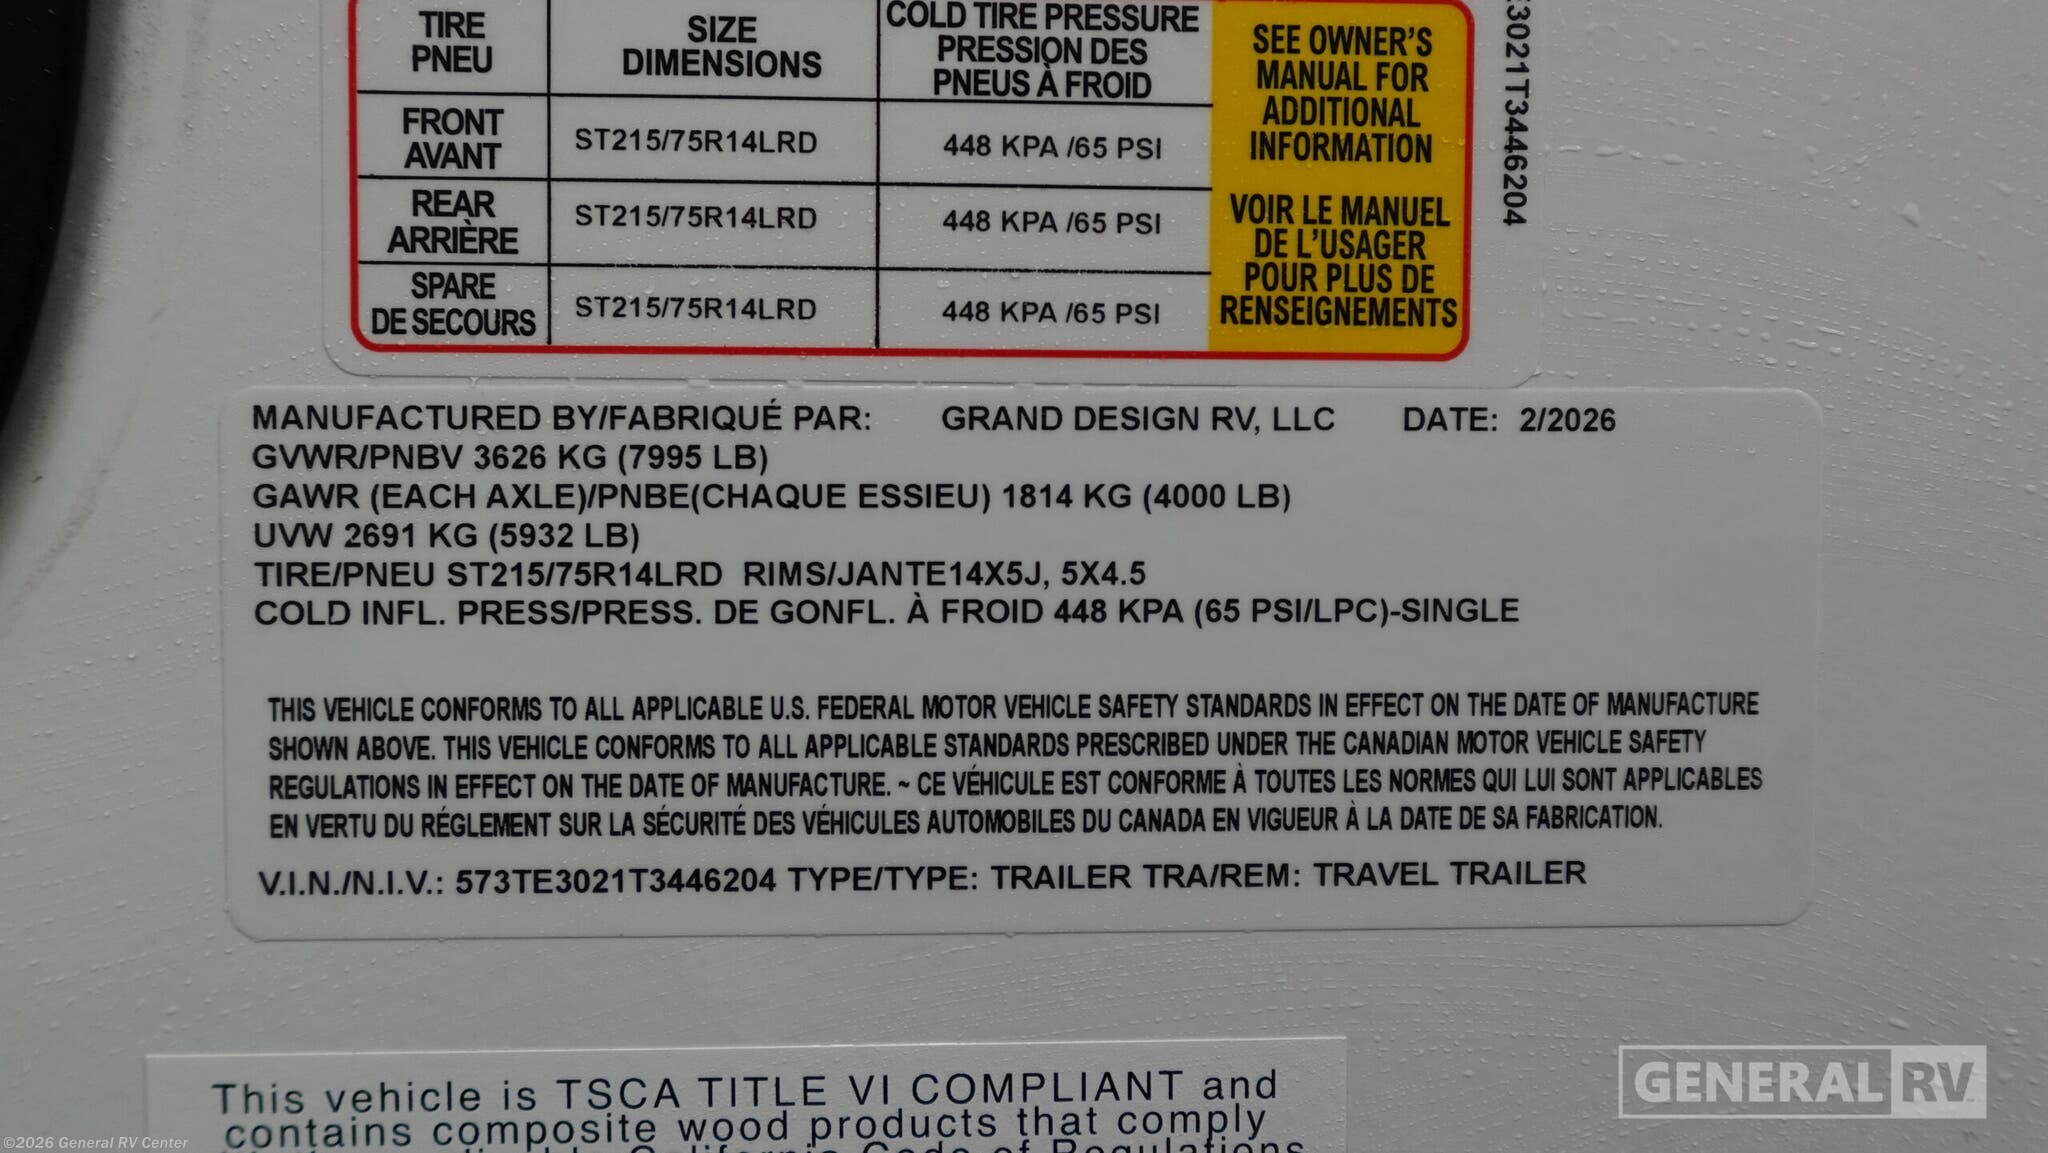 TIRE
PNEU
SIZE
DIMENSIONS
COLD TIRE PRESSURE
PRESSION DES
PNEUS À FROID
FRONT
AVANT
ST215/75R14LRD
448 KPA /65 PSI
REAR
ARRIÈRE
ST215/75R14LRD
448 KPA /65 PSI
SPARE
DE SECOURS
ST215/75R14LRD
448 KPA /65 PSI
SEE OWNER'S
MANUAL FOR
ADDITIONAL
INFORMATION
VOIR LE MANUEL
DE L'USAGER
POUR PLUS DE
RENSEIGNEMENTS
E3021T3446204
MANUFACTURED BY/FABRIQUÉ PAR: GRAND DESIGN RV, LLC DATE: 2/2026
GVWR/PNBV 3626 KG (7995 LB)
GAWR (EACH AXLE)/PNBE(CHAQUE ESSIEU) 1814 KG (4000 LB)
UVW 2691 KG (5932 LB)
TIRE/PNEU ST215/75R14LRD RIMS/JANTE14X5J, 5X4.5
COLD INFL. PRESS/PRESS. DE GONFL. À FROID 448 KPA (65 PSI/LPC)-SINGLE
THIS VEHICLE CONFORMS TO ALL APPLICABLE U.S. FEDERAL MOTOR VEHICLE SAFETY STANDARDS IN EFFECT ON THE DATE OF MANUFACTURE
SHOWN ABOVE. THIS VEHICLE CONFORMS TO ALL APPLICABLE STANDARDS PRESCRIBED UNDER THE CANADIAN MOTOR VEHICLE SAFETY
REGULATIONS IN EFFECT ON THE DATE OF MANUFACTURE. ~ CE VÉHICULE EST CONFORME À TOUTES LES NORMES QUI LUI SONT APPLICABLES
EN VERTU DU RÉGLEMENT SUR LA SÉCURITÉ DES VÉHICULES AUTOMOBILES DU CANADA EN VIGUEUR À LA DATE DE SA FABRICATION.
V.I.N./N.I.V.: 573TE3021T3446204 TYPE/TYPE: TRAILER TRA/REM: TRAVEL TRAILER
This vehicle is TSCA TITLE VI COMPLIANT and
contains composite wood products that comply
California Code of Regulations
GENERAL RV
©2026 General RV Center